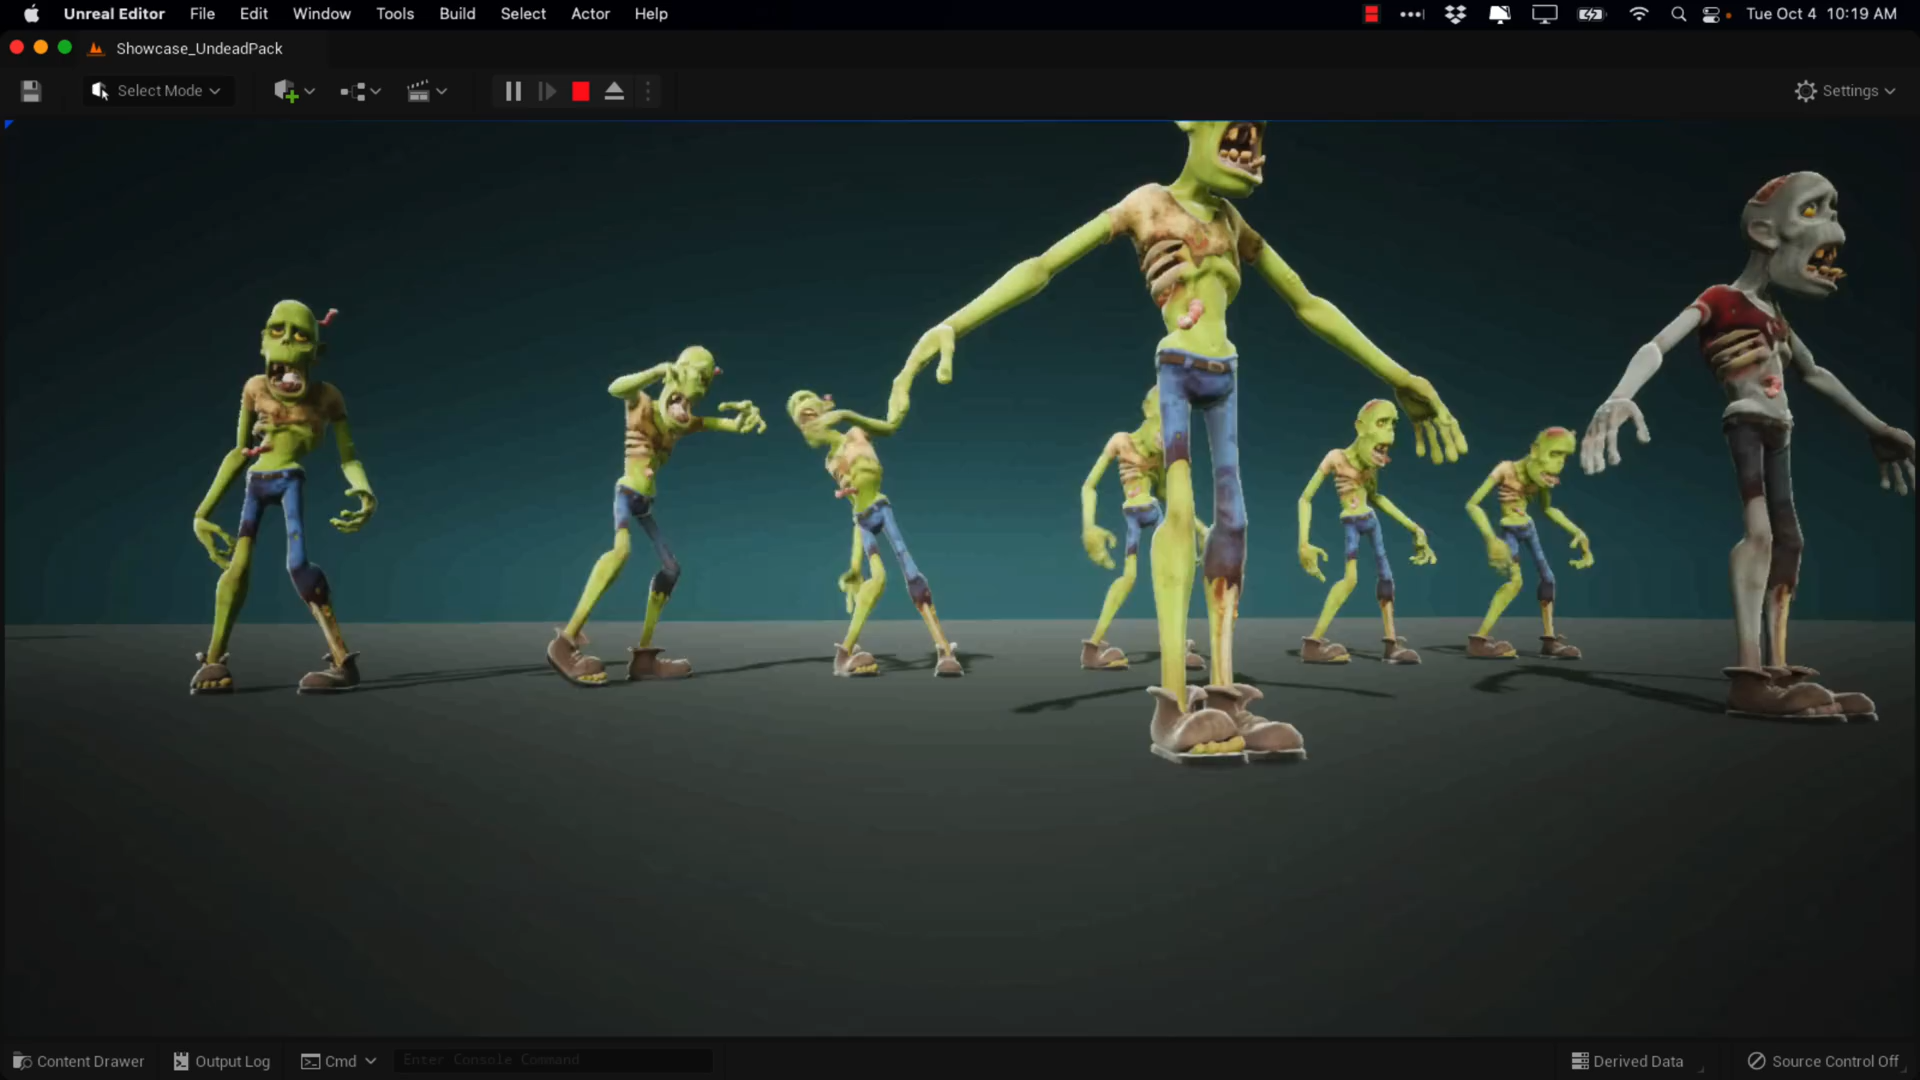 Unreal Editor File Edit Window Tools Build Select Actor Help Tue Oct 4 10:19 AM
Showcase_UndeadPack
Select Mode Settings
Content Drawer Output Log Cmd Enter Console Command Derived Data Source Control Off